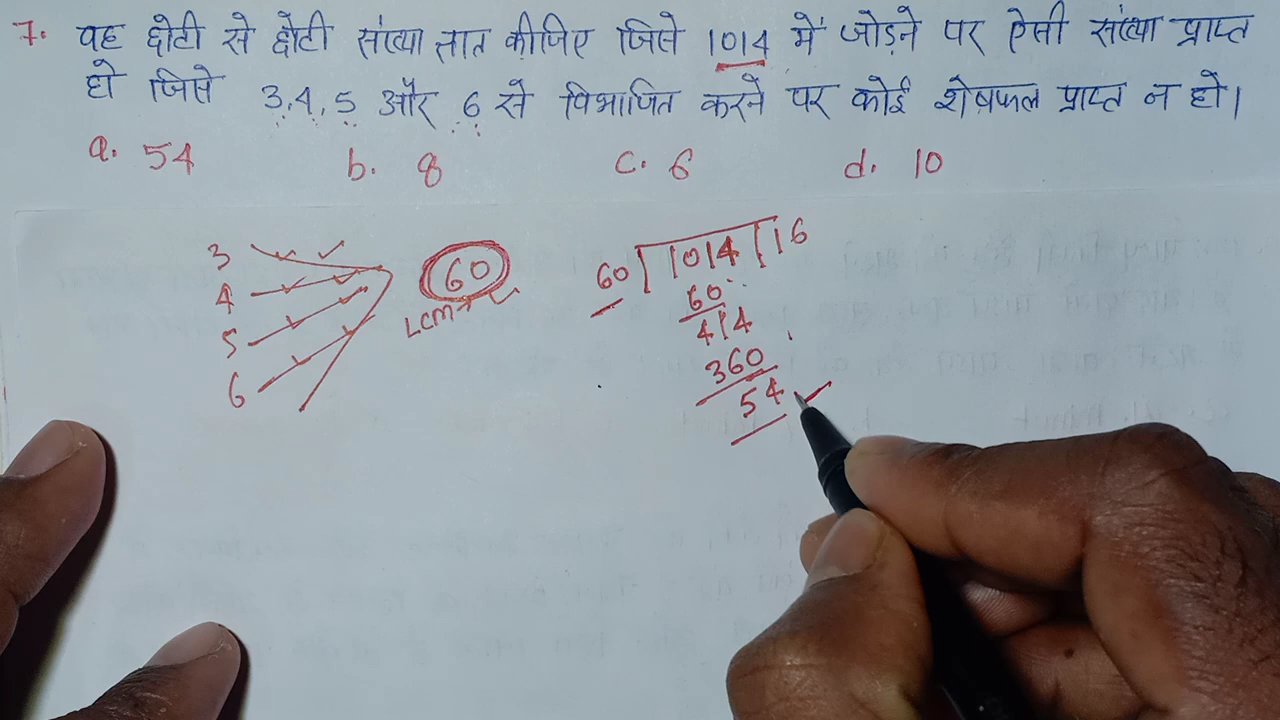 7. वह छोटी से छोटी संख्या ज्ञात कीजिए जिसे 1014 में जोड़ने पर ऐसी संख्या प्राप्त
हो जिसे 3,4,5 और 6 से विभाजित करने पर कोई शेषफल प्राप्त न हो।
a. 54 b. 8 c. 6 d. 10
3
4
5
6
60
LCM→
60 1014 16
60
414
360
54